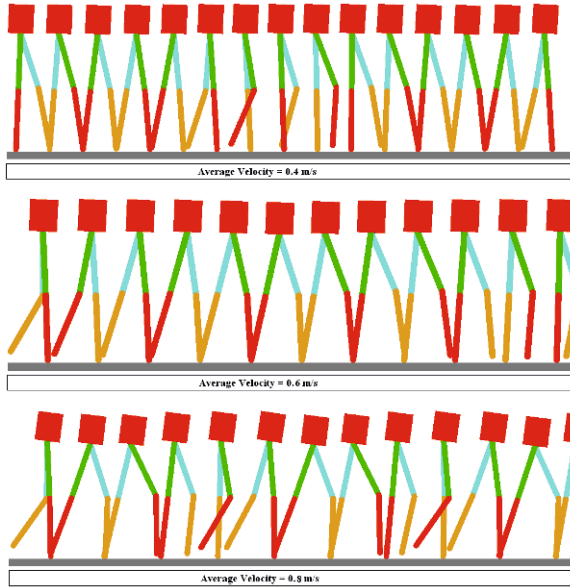 Average Velocity = 0.4 m/s
Average Velocity = 0.6 m/s
Average Velocity = 0.8 m/s